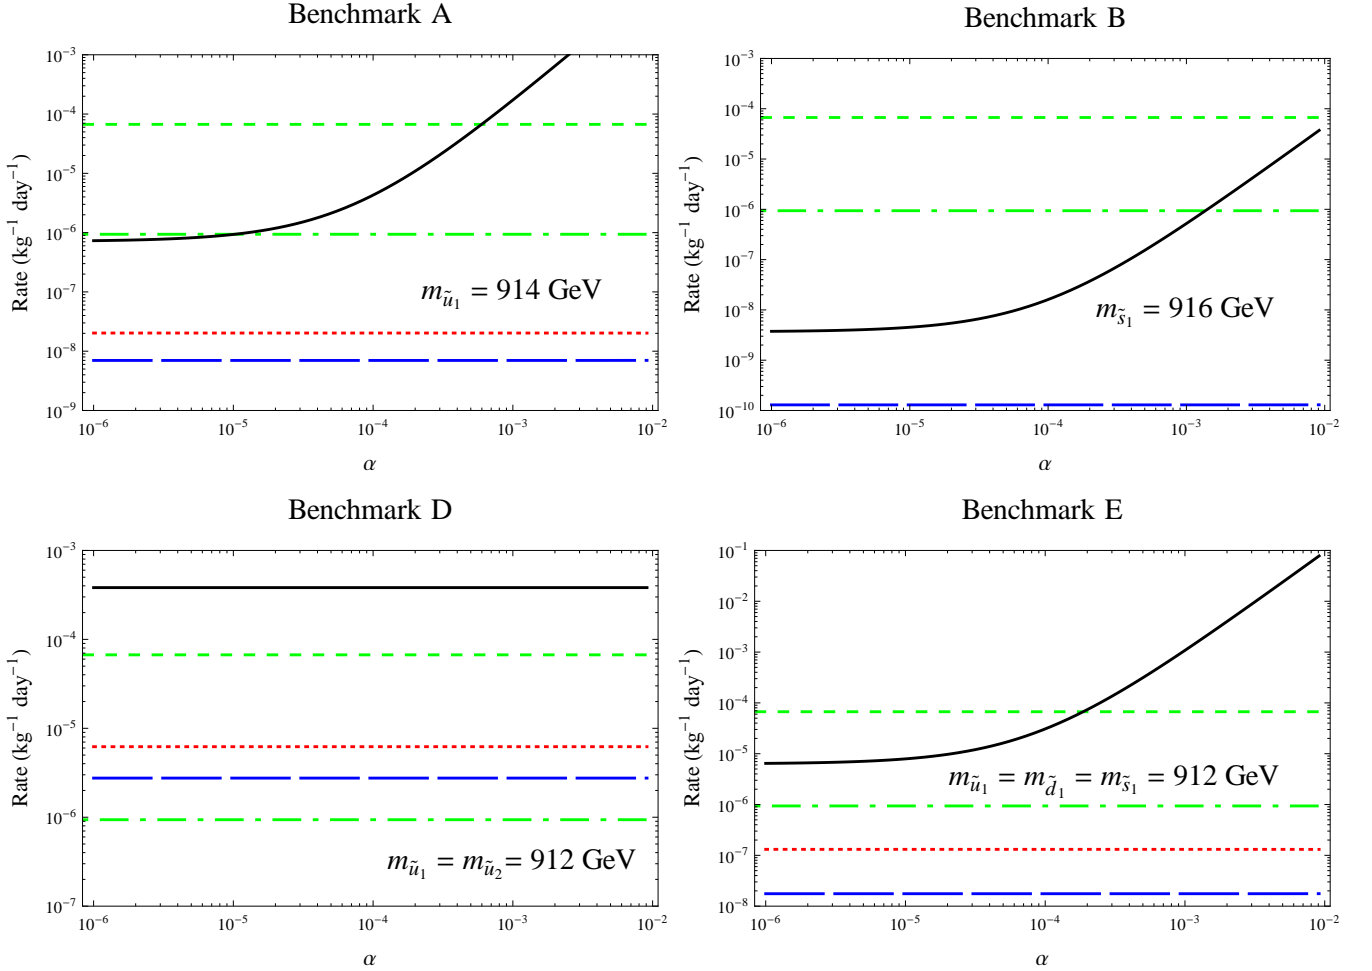 Benchmark A
10⁻³
10⁻⁴
10⁻⁵
10⁻⁶
10⁻⁷
10⁻⁸
10⁻⁹
Rate (kg⁻¹ day⁻¹)
m_ũ₁ = 914 GeV
10⁻⁶ 10⁻⁵ 10⁻⁴ 10⁻³ 10⁻²
α
Benchmark B
10⁻³
10⁻⁴
10⁻⁵
10⁻⁶
10⁻⁷
10⁻⁸
10⁻⁹
10⁻¹⁰
Rate (kg⁻¹ day⁻¹)
m_s̃₁ = 916 GeV
10⁻⁶ 10⁻⁵ 10⁻⁴ 10⁻³ 10⁻²
α
Benchmark D
10⁻³
10⁻⁴
10⁻⁵
10⁻⁶
10⁻⁷
Rate (kg⁻¹ day⁻¹)
m_ũ₁ = m_ũ₂ = 912 GeV
10⁻⁶ 10⁻⁵ 10⁻⁴ 10⁻³ 10⁻²
α
Benchmark E
10⁻¹
10⁻²
10⁻³
10⁻⁴
10⁻⁵
10⁻⁶
10⁻⁷
10⁻⁸
Rate (kg⁻¹ day⁻¹)
m_ũ₁ = m_d̃₁ = m_s̃₁ = 912 GeV
10⁻⁶ 10⁻⁵ 10⁻⁴ 10⁻³ 10⁻²
α